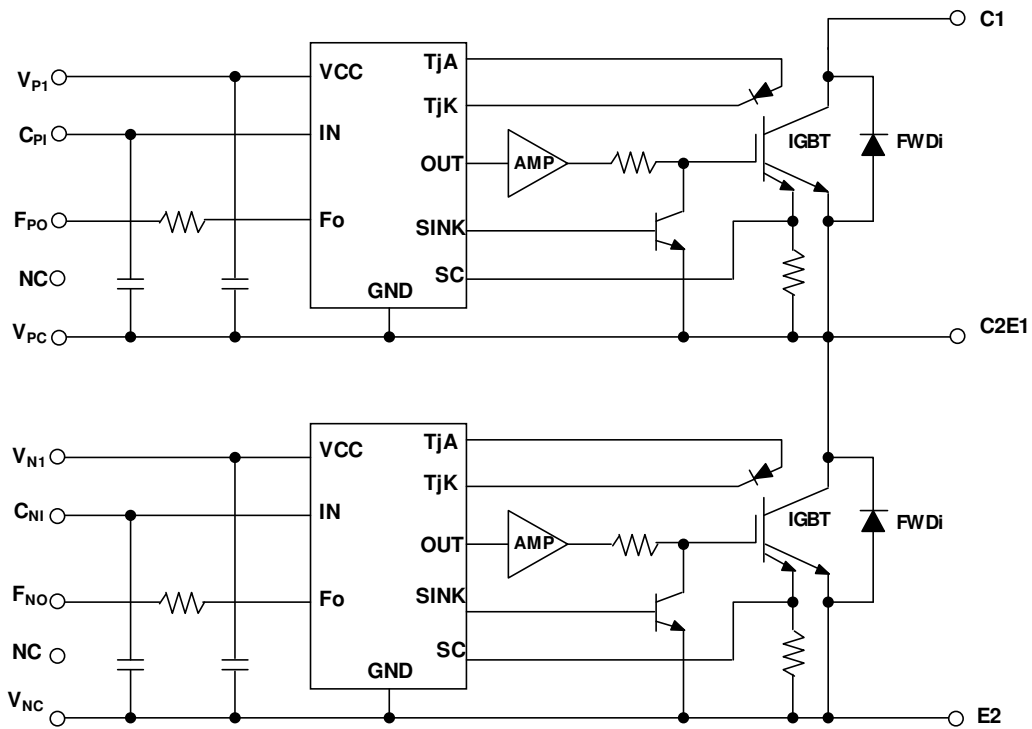 C1
VP1
VCC
TjA
TjK
CPI
IN
IGBT
FWDi
OUT
AMP
FPO
Fo
SINK
NC
SC
GND
VPC
C2E1
VN1
VCC
TjA
TjK
CNI
IN
IGBT
FWDi
OUT
AMP
FNO
Fo
SINK
NC
SC
GND
VNC
E2